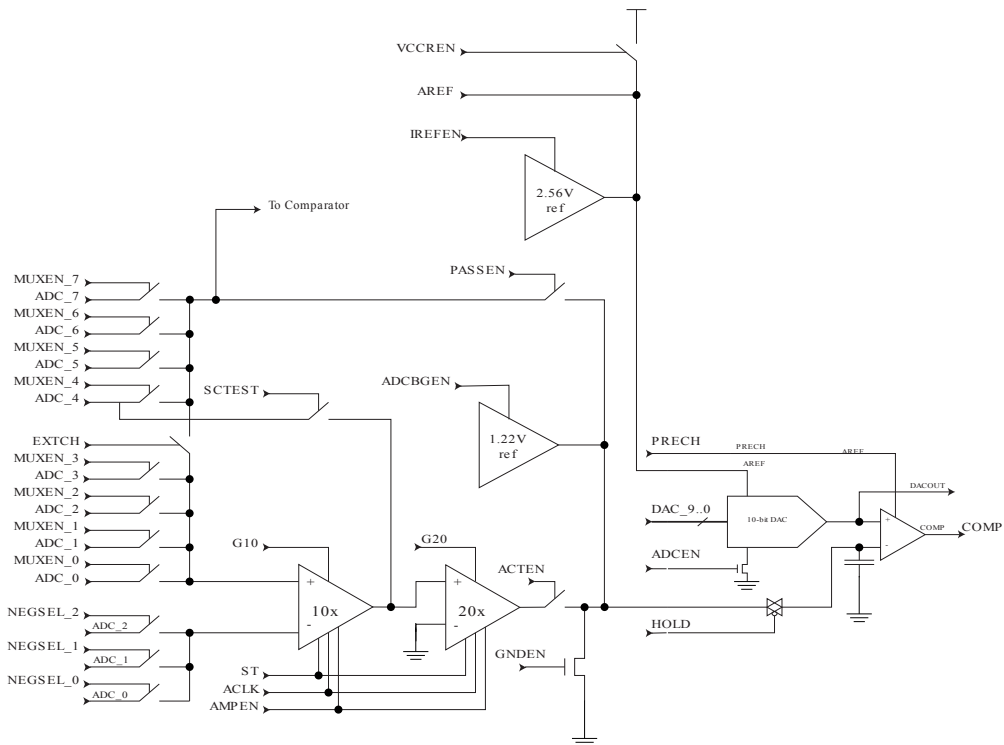 VCCREN
AREF
IREFEN
2.56V
ref
To Comparator
PASSEN
MUXEN_7
ADC_7
MUXEN_6
ADC_6
MUXEN_5
ADC_5
MUXEN_4
ADC_4
SCTEST
ADCBGEN
1.22V
ref
EXTCH
MUXEN_3
ADC_3
MUXEN_2
ADC_2
MUXEN_1
ADC_1
MUXEN_0
ADC_0
PRECH
PRECH
AREF
AREF
DACOUT
DAC_9..0
10-bit DAC
+
-
COMP
COMP
ADCEN
G10
+
10x
-
G20
+
20x
-
ACTEN
HOLD
GNDEN
NEGSEL_2
ADC_2
NEGSEL_1
ADC_1
NEGSEL_0
ADC_0
ST
ACLK
AMPEN